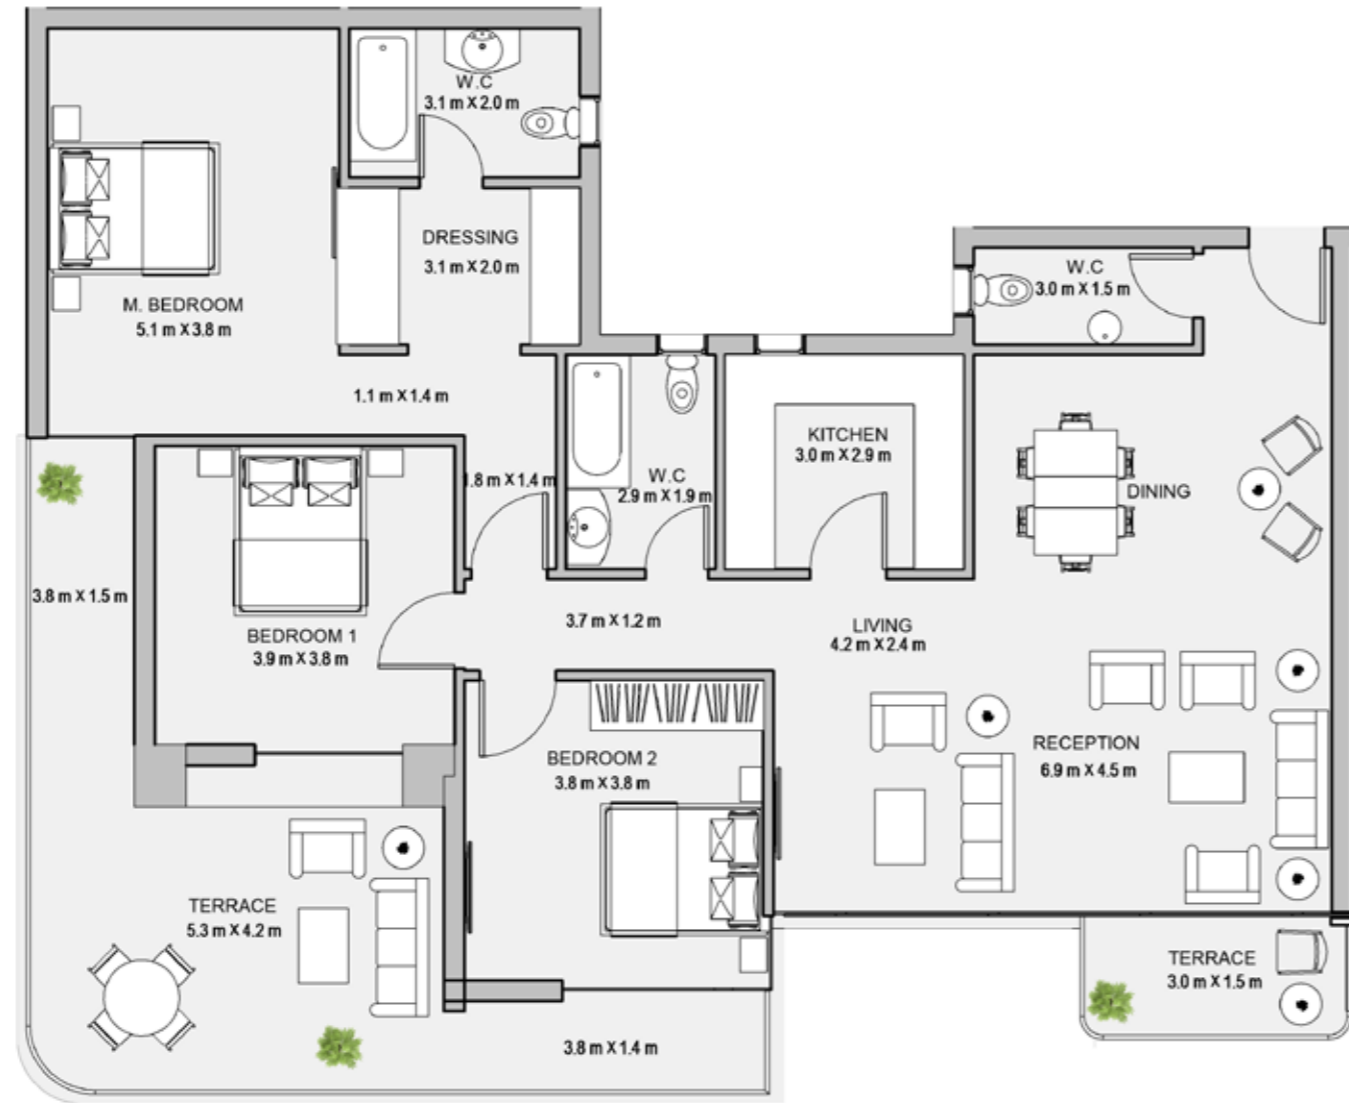 W.C
3.1 m X 2.0 m
DRESSING
3.1 m X 2.0 m
M. BEDROOM
5.1 m X 3.8 m
W.C
3.0 m X 1.5 m
1.1 m X 1.4 m
KITCHEN
3.0 m X 2.9 m
.8 m X 1.4 m
W.C
2.9 m X 1.9 m
DINING
3.8 m X 1.5 m
BEDROOM 1
3.9 m X 3.8 m
3.7 m X 1.2 m
LIVING
4.2 m X 2.4 m
BEDROOM 2
3.8 m X 3.8 m
RECEPTION
6.9 m X 4.5 m
TERRACE
5.3 m X 4.2 m
TERRACE
3.0 m X 1.5 m
3.8 m X 1.4 m